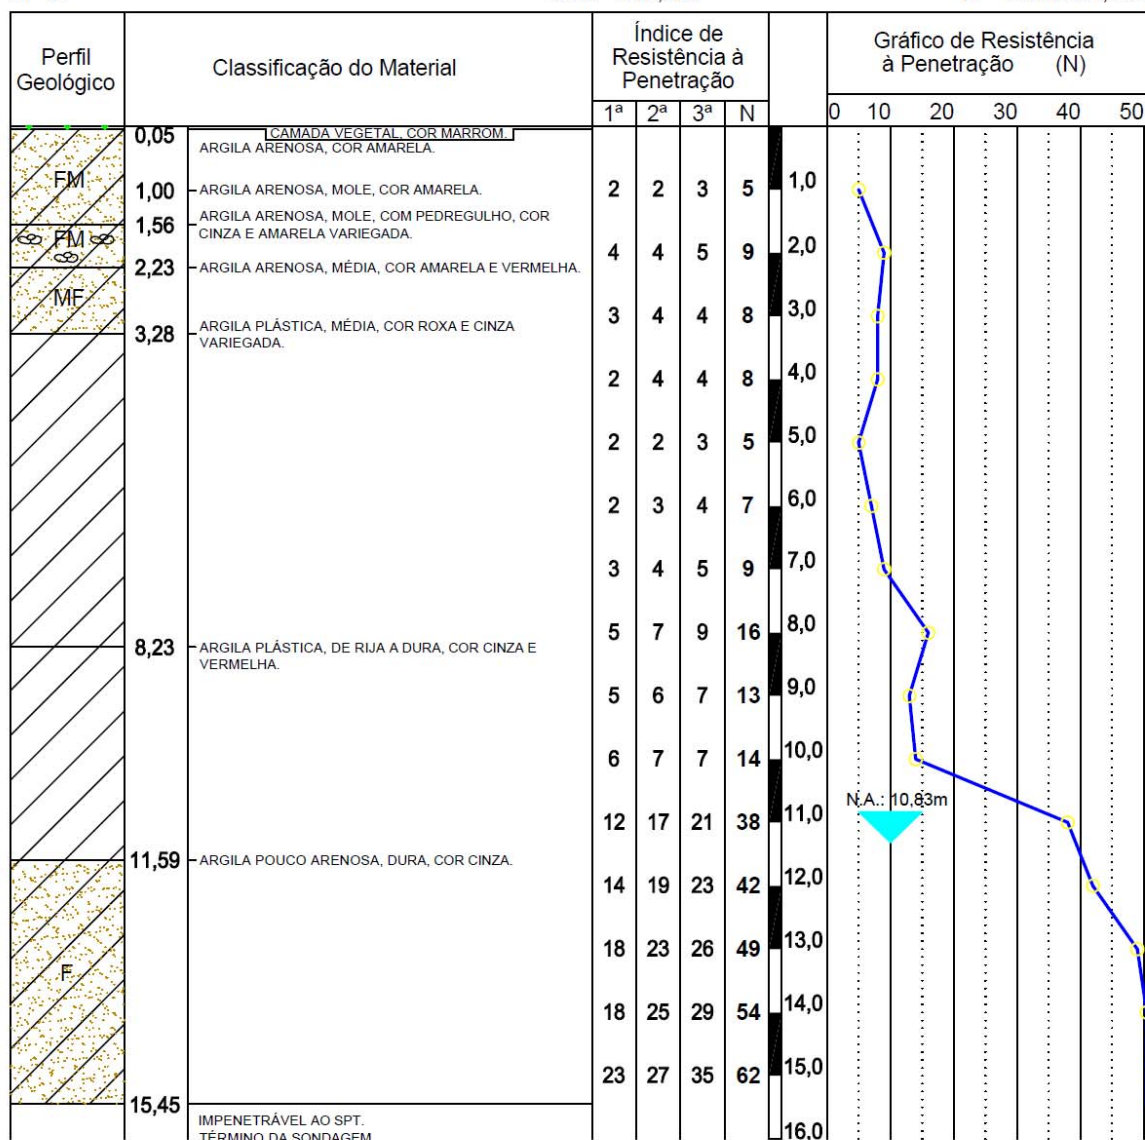 Perfil
Geológico
Classificação do Material
Índice de
Resistência à
Penetração
1ª 2ª 3ª N
Gráfico de Resistência
à Penetração (N)
0 10 20 30 40 50
0,05 CAMADA VEGETAL, COR MARROM.
ARGILA ARENOSA, COR AMARELA.
FM
1,00 ARGILA ARENOSA, MOLE, COR AMARELA. 2 2 3 5 1,0
1,56 ARGILA ARENOSA, MOLE, COM PEDREGULHO, COR
CINZA E AMARELA VARIEGADA.
FM
4 4 5 9 2,0
2,23 ARGILA ARENOSA, MÉDIA, COR AMARELA E VERMELHA.
MF
3 4 4 8 3,0
3,28 ARGILA PLÁSTICA, MÉDIA, COR ROXA E CINZA
VARIEGADA.
2 4 4 8 4,0
2 2 3 5 5,0
2 3 4 7 6,0
3 4 5 9 7,0
5 7 9 16 8,0
8,23 ARGILA PLÁSTICA, DE RIJA A DURA, COR CINZA E
VERMELHA.
5 6 7 13 9,0
6 7 7 14 10,0
N.A.: 10,83m
12 17 21 38 11,0
11,59 ARGILA POUCO ARENOSA, DURA, COR CINZA.
14 19 23 42 12,0
18 23 26 49 13,0
F
18 25 29 54 14,0
23 27 35 62 15,0
15,45
IMPENETRÁVEL AO SPT.
TÉRMINO DA SONDAGEM
16,0